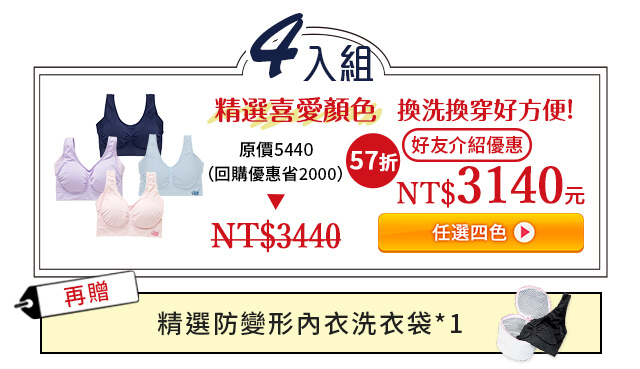 4入組
精選喜愛顏色 換洗換穿好方便!
原價5440
(回購優惠省2000)
NT$3440
57折
好友介紹優惠
NT$3140元
任選四色
再贈
精選防變形內衣洗衣袋*1